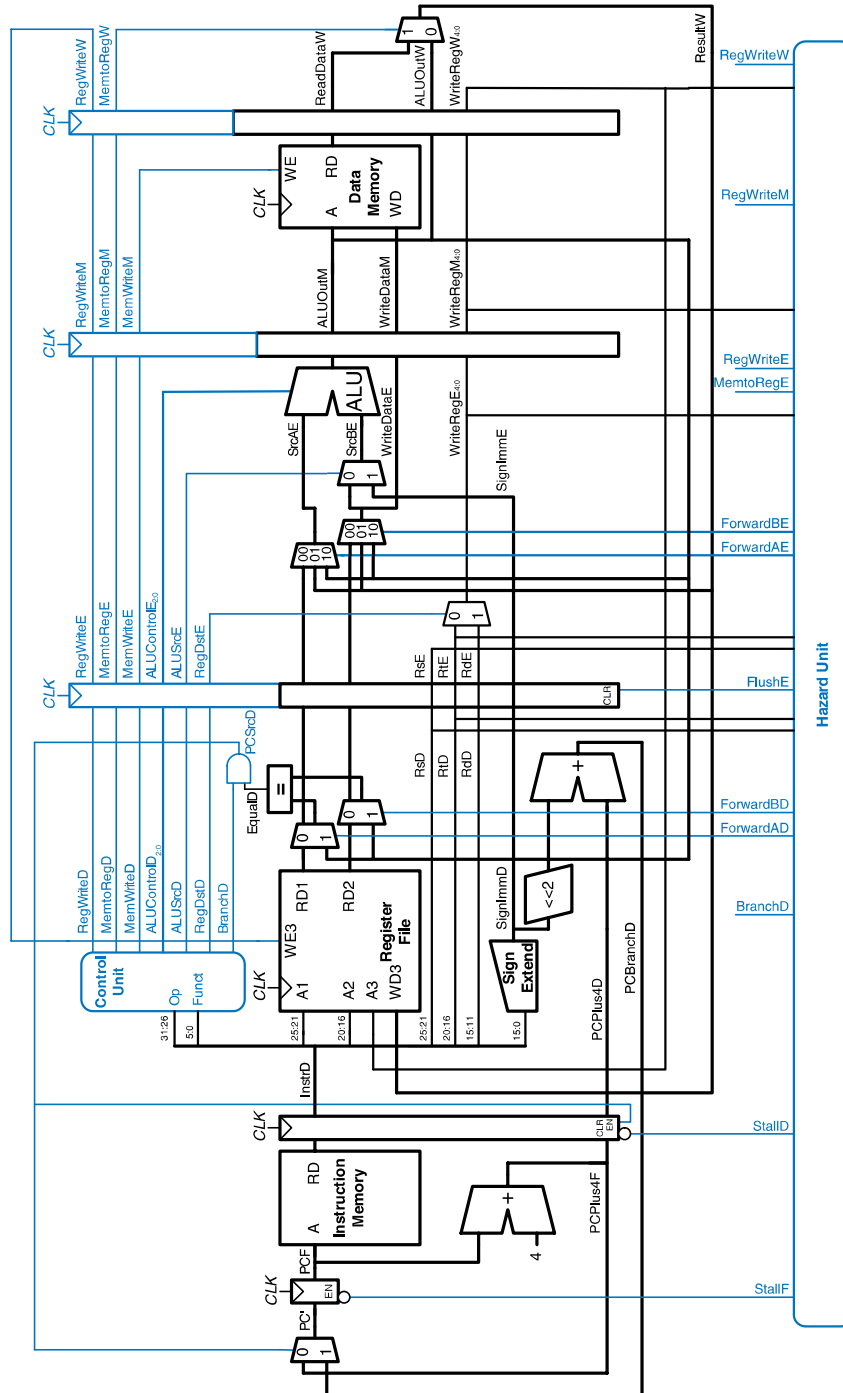 CLK
CLK
CLK
CLK
CLK
CLK
CLK
Control
Unit
31:26
Op
5:0
Funct
RegWriteD
MemtoRegD
MemWriteD
ALUControlD2:0
ALUSrcD
RegDstD
BranchD
RegWriteE
MemtoRegE
MemWriteE
ALUControlE2:0
ALUSrcE
RegDstE
RegWriteM
MemtoRegM
MemWriteM
RegWriteW
MemtoRegW
PCSrcD
EqualD
=
0
1
PC'
PCF
EN
A
RD
Instruction
Memory
4
+
PCPlus4F
CLR
EN
InstrD
25:21
20:16
A1
A2
A3
WD3
WE3
RD1
RD2
Register
File
CLK
0
1
0
1
25:21
20:16
15:11
15:0
RsD
RtD
RdD
RsE
RtE
RdE
Sign
Extend
SignImmD
<<2
+
PCPlus4D
PCBranchD
CLR
00
01
10
00
01
10
0
1
0
1
SrcAE
SrcBE
ALU
WriteDataE
WriteRegE4:0
SignImmE
ALUOutM
WriteDataM
WriteRegM4:0
A
RD
Data
Memory
WD
WE
ReadDataW
ALUOutW
WriteRegW4:0
1
0
ResultW
StallF
StallD
BranchD
ForwardAD
ForwardBD
FlushE
ForwardAE
ForwardBE
MemtoRegE
RegWriteE
RegWriteM
RegWriteW
Hazard Unit